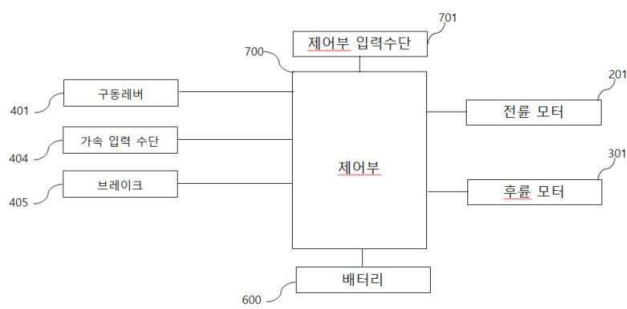 701
제어부 입력수단
700
구동레버
401
201
전륜 모터
가속 입력 수단
404
제어부
301
브레이크
405
후륜 모터
배터리
600